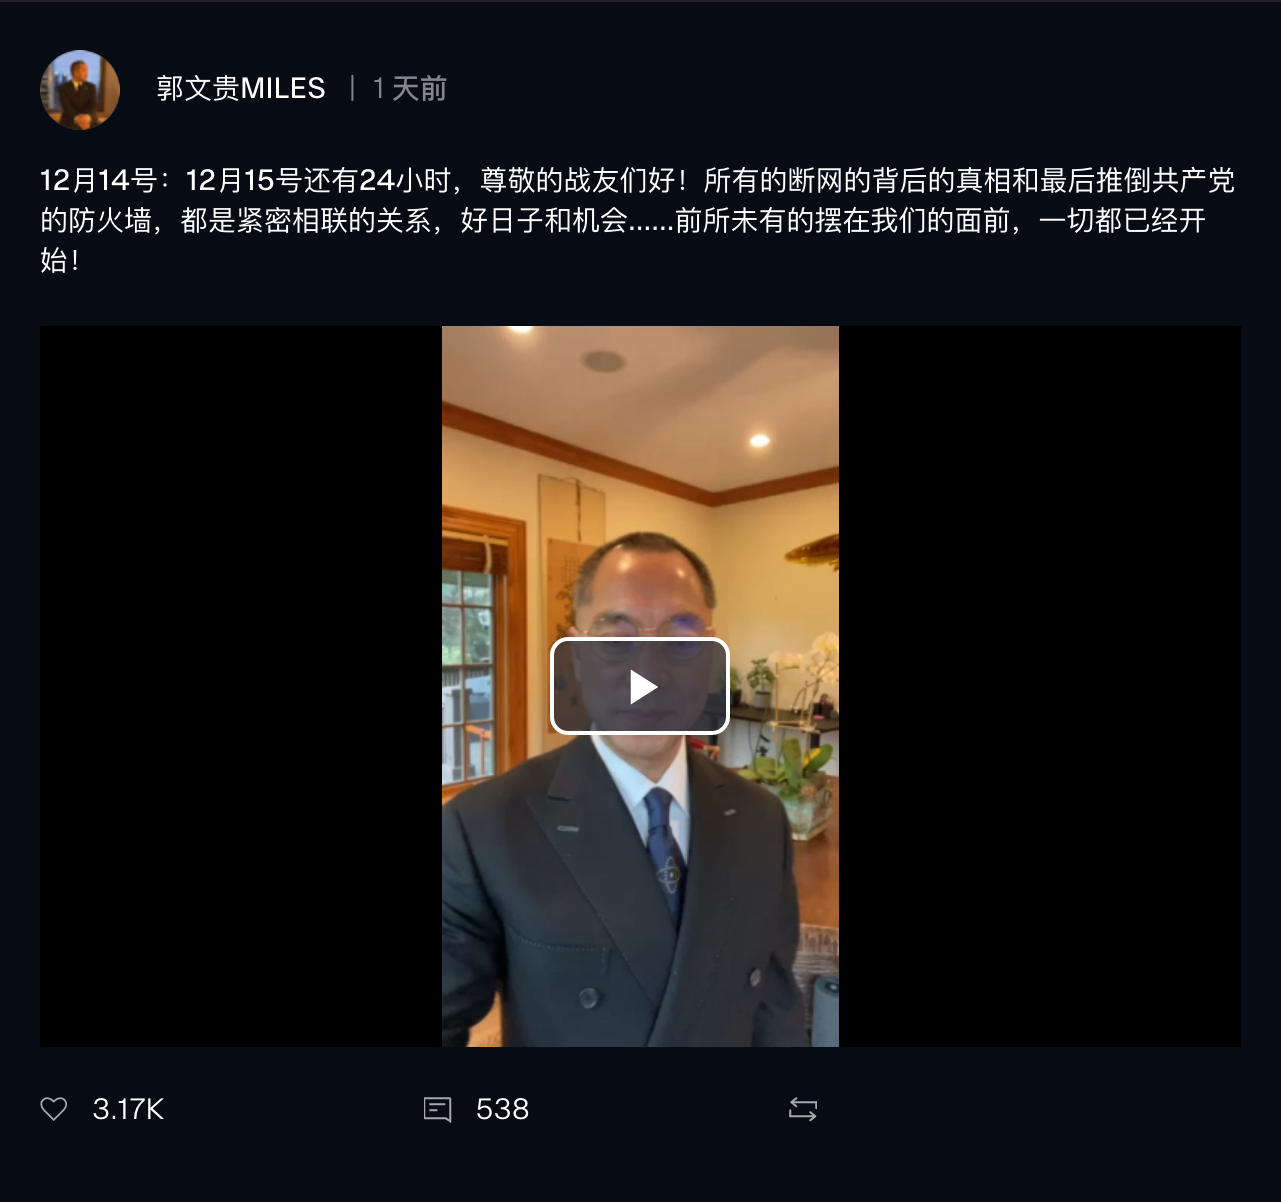 郭文贵MILES | 1 天前
12月14号：12月15号还有24小时，尊敬的战友们好！所有的断网的背后的真相和最后推倒共产党
的防火墙，都是紧密相联的关系，好日子和机会……前所未有的摆在我们的面前，一切都已经开
始！
3.17K
538